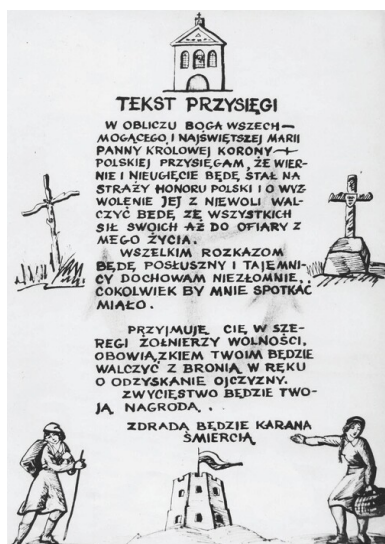 TEKST PRZYSIĘGI
W OBLICZU BOGA WSZECH-
MOGĄCEGO I NAJŚWIĘTSZEJ MARII
PANNY KRÓLOWEJ KORONY
POLSKIEJ PRZYSIĘGAM, ŻE WIER-
NIE I NIEUGIĘCIE BĘDĘ STAŁ NA
STRAŻY HONORU POLSKI I O WYZ-
WOLENIE JEJ Z NIEWOLI WAL-
CZYĆ BĘDĘ ZE WSZYSTKICH
SIŁ SWOICH AŻ DO OFIARY Z
MEGO ŻYCIA.
WSZELKIM ROZKAZOM
BĘDĘ POSŁUSZNY I TAJEMNI-
CY DOCHOWAM NIEZŁOMNIE,
COKOLWIEK BY MNIE SPOTKAĆ
MIAŁO.
PRZYJMUJĘ CIĘ W SZE-
REGI ŻOŁNIERZY WOLNOŚCI,
OBOWIĄZKIEM TWOIM BĘDZIE
WALCZYĆ Z BRONIĄ W RĘKU
O ODZYSKANIE OJCZYZNY.
ZWYCIĘSTWO BĘDZIE TWO-
JĄ NAGRODĄ.
ZDRADA BĘDZIE KARANA
ŚMIERCIĄ